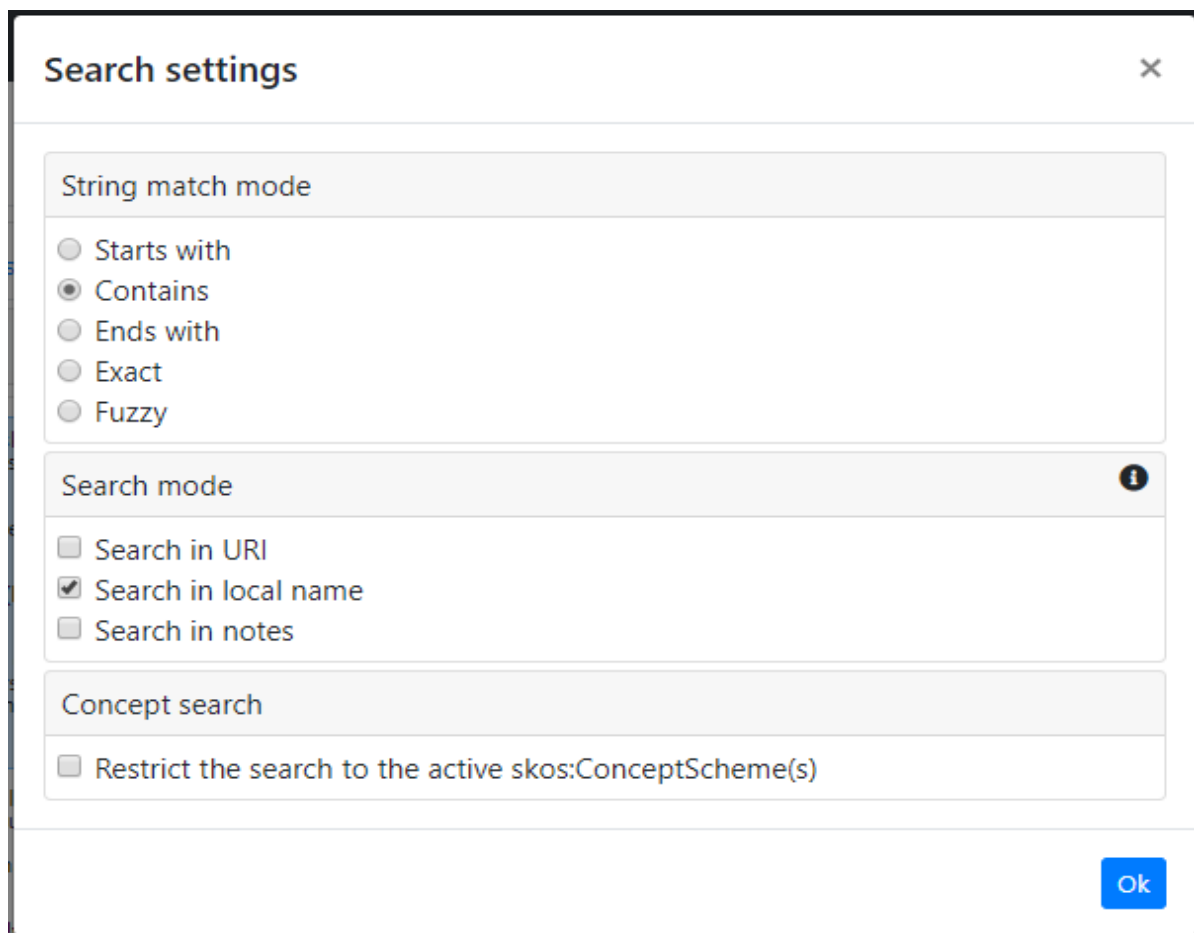 Search settings
String match mode
Starts with
Contains
Ends with
Exact
Fuzzy
Search mode
Search in URI
Search in local name
Search in notes
Concept search
Restrict the search to the active skos:ConceptScheme(s)
Ok